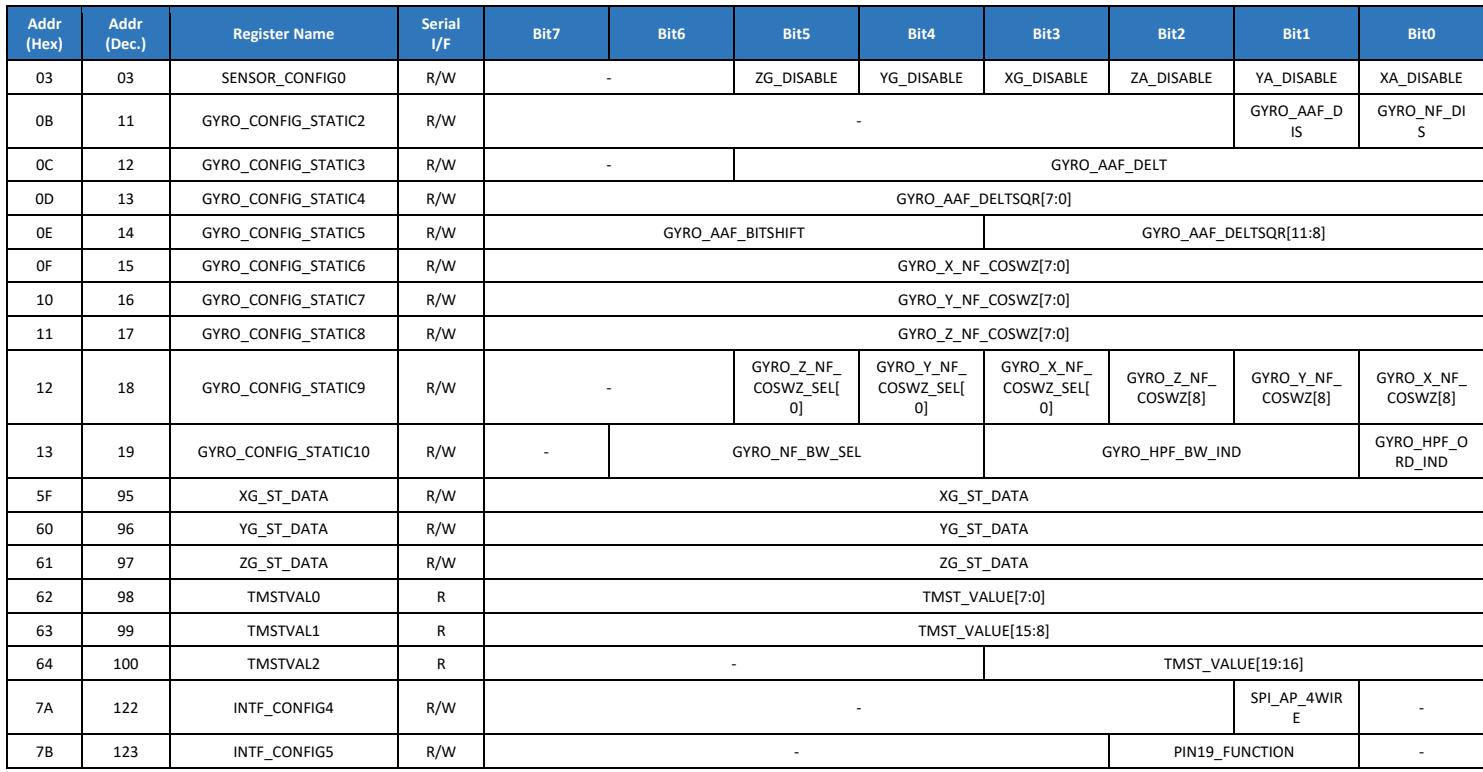 Addr (Hex) Addr (Dec.) Register Name Serial I/F Bit7 Bit6 Bit5 Bit4 Bit3 Bit2 Bit1 Bit0
03 03 SENSOR_CONFIG0 R/W - ZG_DISABLE YG_DISABLE XG_DISABLE ZA_DISABLE YA_DISABLE XA_DISABLE
0B 11 GYRO_CONFIG_STATIC2 R/W - GYRO_AAF_DIS GYRO_NF_DIS
0C 12 GYRO_CONFIG_STATIC3 R/W - GYRO_AAF_DELT
0D 13 GYRO_CONFIG_STATIC4 R/W GYRO_AAF_DELTSQR[7:0]
0E 14 GYRO_CONFIG_STATIC5 R/W GYRO_AAF_BITSHIFT GYRO_AAF_DELTSQR[11:8]
0F 15 GYRO_CONFIG_STATIC6 R/W GYRO_X_NF_COSWZ[7:0]
10 16 GYRO_CONFIG_STATIC7 R/W GYRO_Y_NF_COSWZ[7:0]
11 17 GYRO_CONFIG_STATIC8 R/W GYRO_Z_NF_COSWZ[7:0]
12 18 GYRO_CONFIG_STATIC9 R/W - GYRO_Z_NF_COSWZ_SEL[0] GYRO_Y_NF_COSWZ_SEL[0] GYRO_X_NF_COSWZ_SEL[0] GYRO_Z_NF_COSWZ[8] GYRO_Y_NF_COSWZ[8] GYRO_X_NF_COSWZ[8]
13 19 GYRO_CONFIG_STATIC10 R/W - GYRO_NF_BW_SEL GYRO_HPF_BW_IND GYRO_HPF_ORD_IND
5F 95 XG_ST_DATA R/W XG_ST_DATA
60 96 YG_ST_DATA R/W YG_ST_DATA
61 97 ZG_ST_DATA R/W ZG_ST_DATA
62 98 TMSTVAL0 R TMST_VALUE[7:0]
63 99 TMSTVAL1 R TMST_VALUE[15:8]
64 100 TMSTVAL2 R - TMST_VALUE[19:16]
7A 122 INTF_CONFIG4 R/W - SPI_AP_4WIRE -
7B 123 INTF_CONFIG5 R/W - PIN19_FUNCTION -